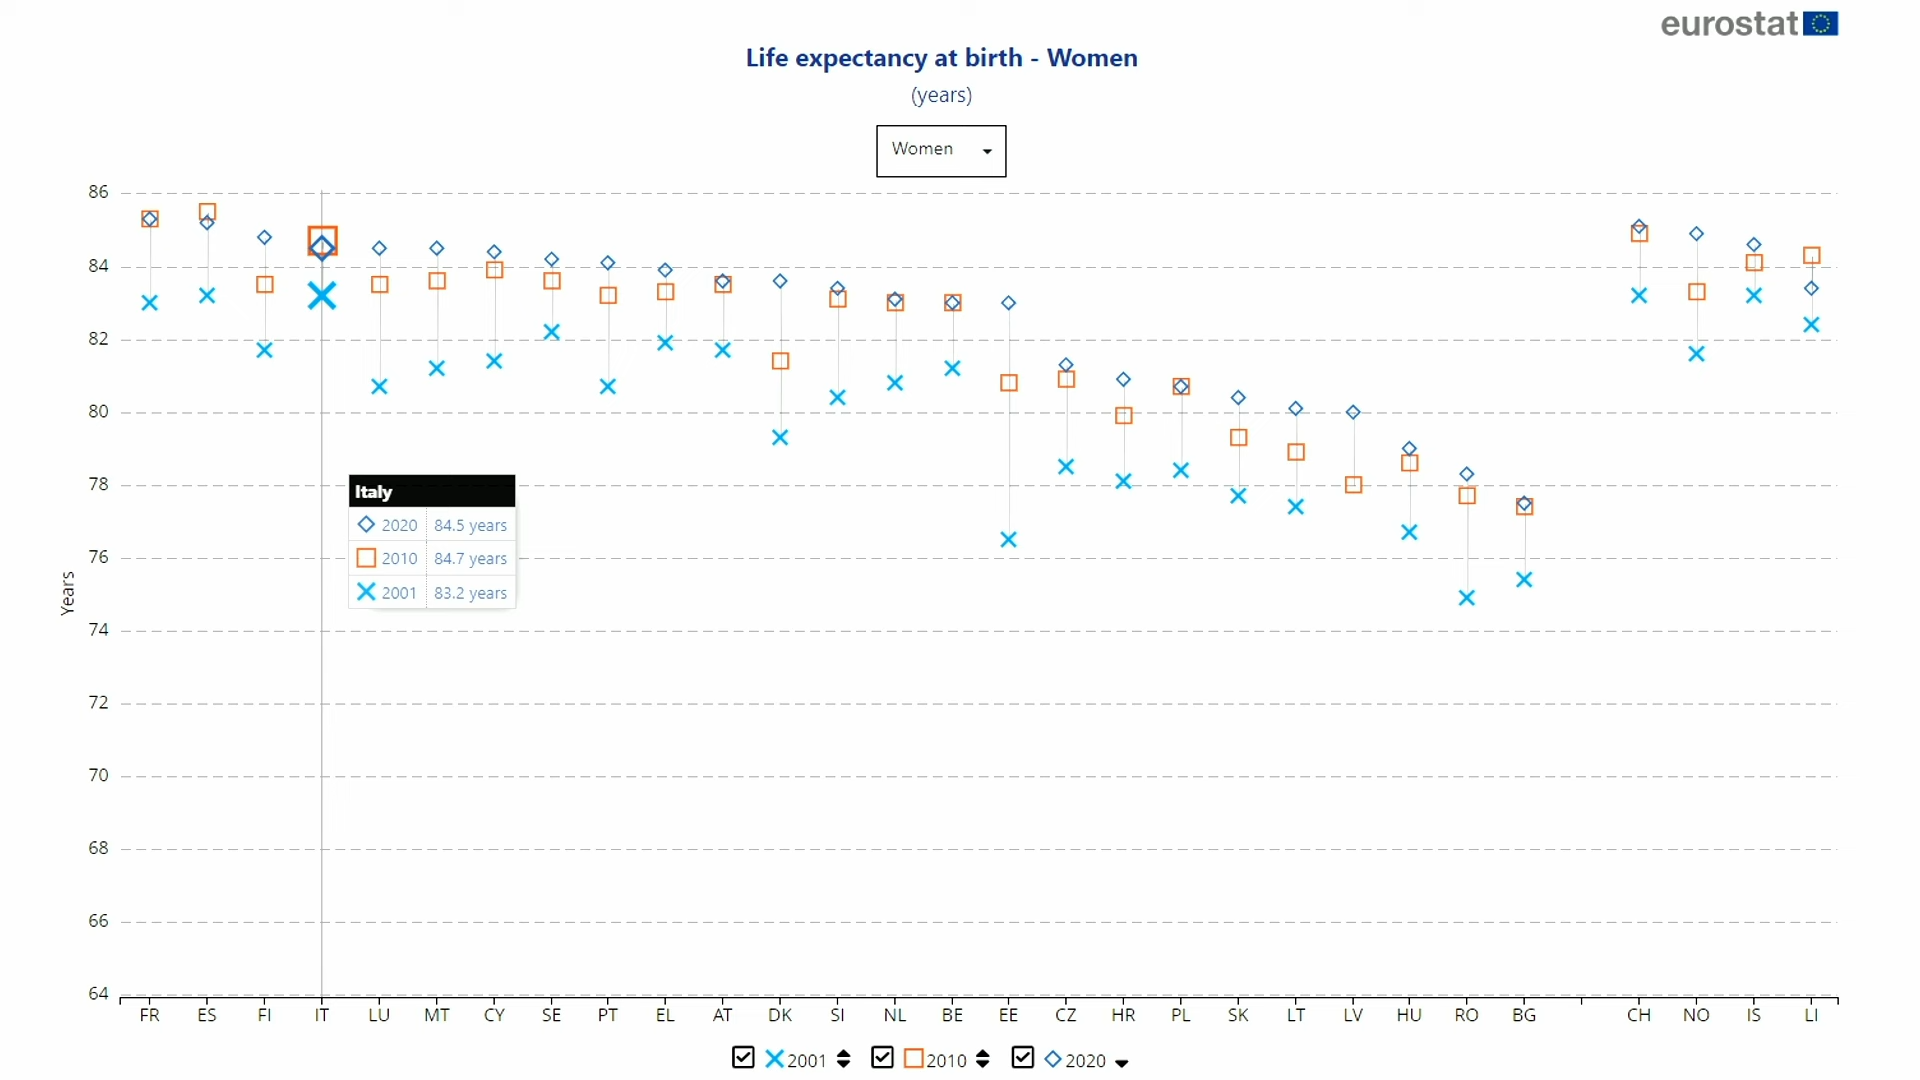 eurostat
Life expectancy at birth - Women
(years)
Women
86
84
82
80
78
76
74
72
70
68
66
64
Years
Italy
2020 84.5 years
2010 84.7 years
2001 83.2 years
FR ES FI IT LU MT CY SE PT EL AT DK SI NL BE EE CZ HR PL SK LT LV HU RO BG CH NO IS LI
2001 2010 2020